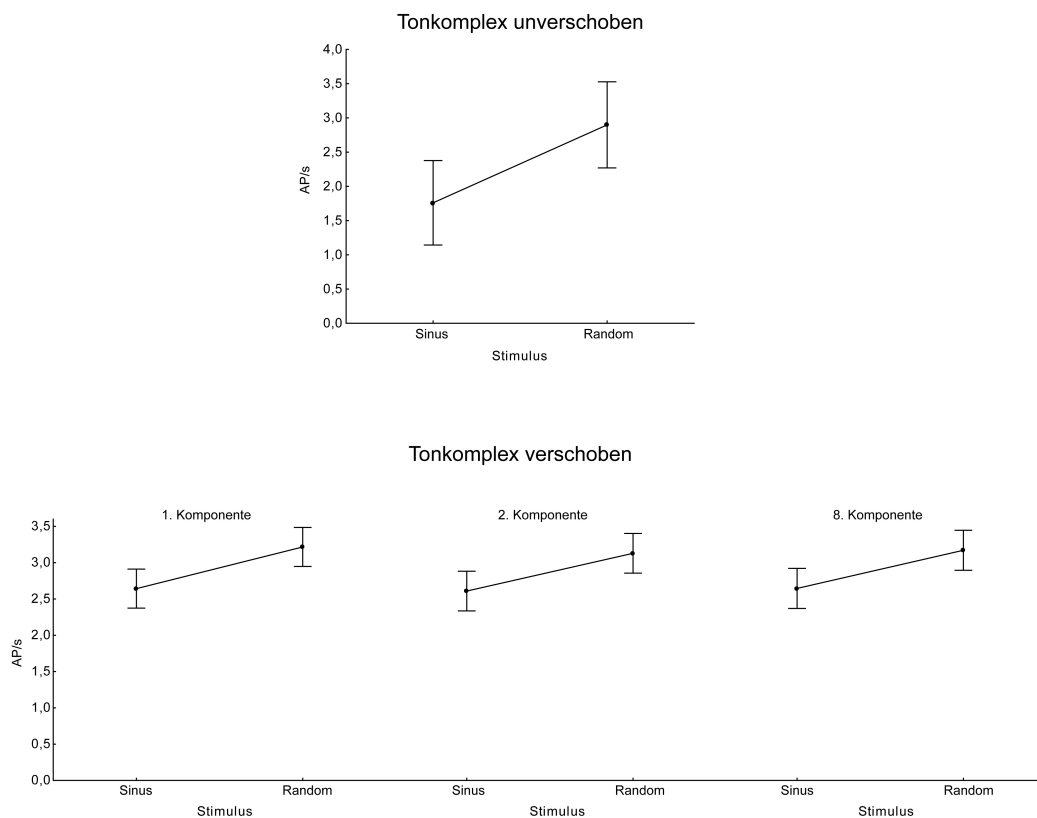 Tonkomplex unverschoben
4,0
3,5
3,0
2,5
2,0
1,5
1,0
0,5
0,0
AP/s
Sinus Random
Stimulus
Tonkomplex verschoben
1. Komponente 2. Komponente 8. Komponente
3,5
3,0
2,5
2,0
1,5
1,0
0,5
0,0
AP/s
Sinus Random Sinus Random Sinus Random
Stimulus Stimulus Stimulus